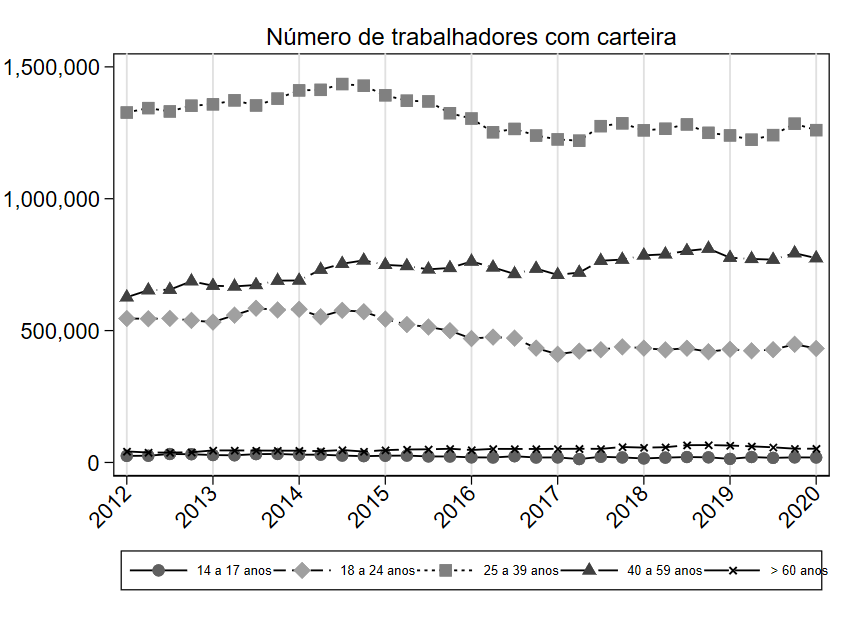 Número de trabalhadores com carteira
1,500,000
1,000,000
500,000
0
2012 2013 2014 2015 2016 2017 2018 2019 2020
14 a 17 anos 18 a 24 anos 25 a 39 anos 40 a 59 anos > 60 anos